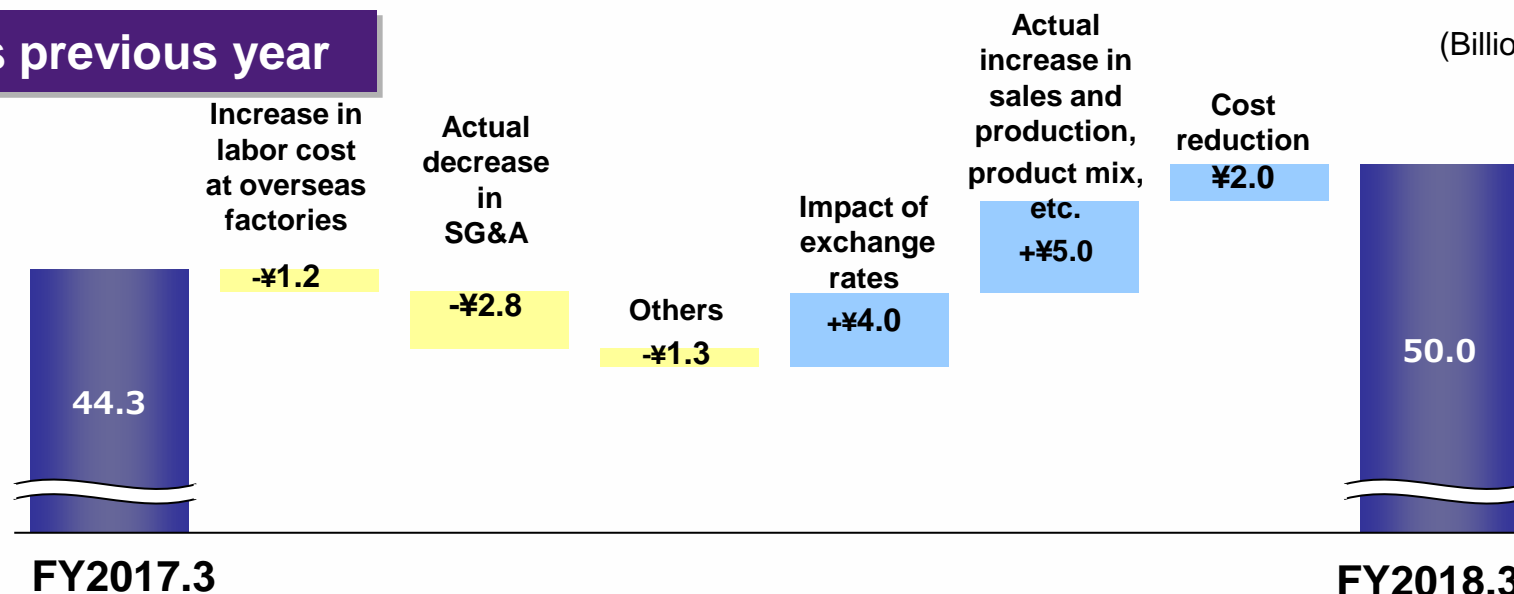 s previous year
(Billio
Increase in
labor cost
at overseas
factories
-¥1.2
Actual
decrease
in
SG&A
-¥2.8
Others
-¥1.3
Impact of
exchange
rates
+¥4.0
Actual
increase in
sales and
production,
product mix,
etc.
+¥5.0
Cost
reduction
¥2.0
44.3
50.0
FY2017.3
FY2018.3